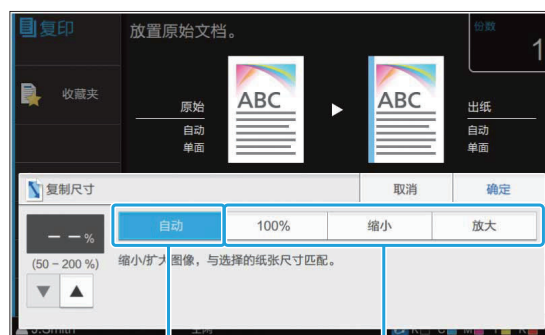 复印
放置原始文档。
份数
1
收藏夹
ABC
ABC
原始
出纸
自动
自动
单面
单面
复制尺寸
取消
确定
－－%
自动
100%
缩小
放大
(50 – 200 %)
缩小/扩大图像，与选择的纸张尺寸匹配。
J.Smith